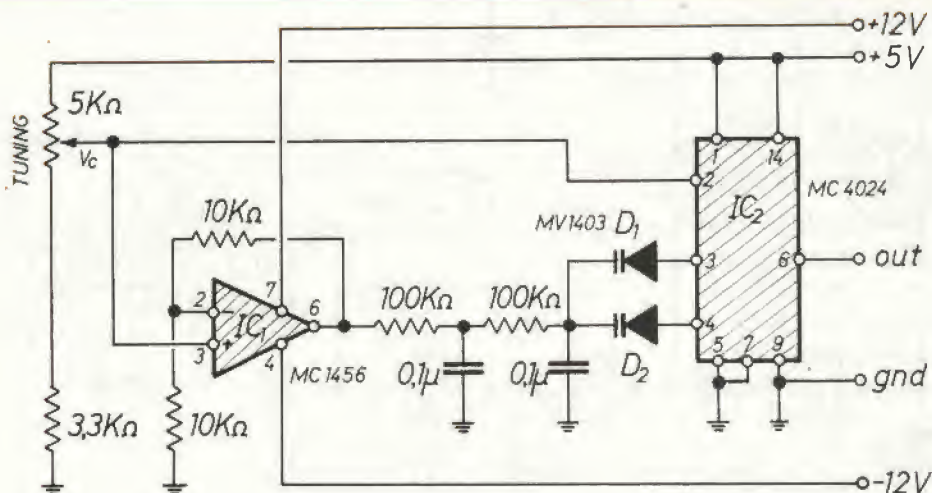 +12V
+5V
5KΩ
TUNING
Vc
1
14
2
MC 4024
10KΩ
IC2
MV1403 D1
7
2
-
6
100KΩ
100KΩ
3
6
out
IC1
3
+
4
4
MC 1456
0,1μ
0,1μ
D2
5
7
9
gnd
3,3KΩ
10KΩ
-12V